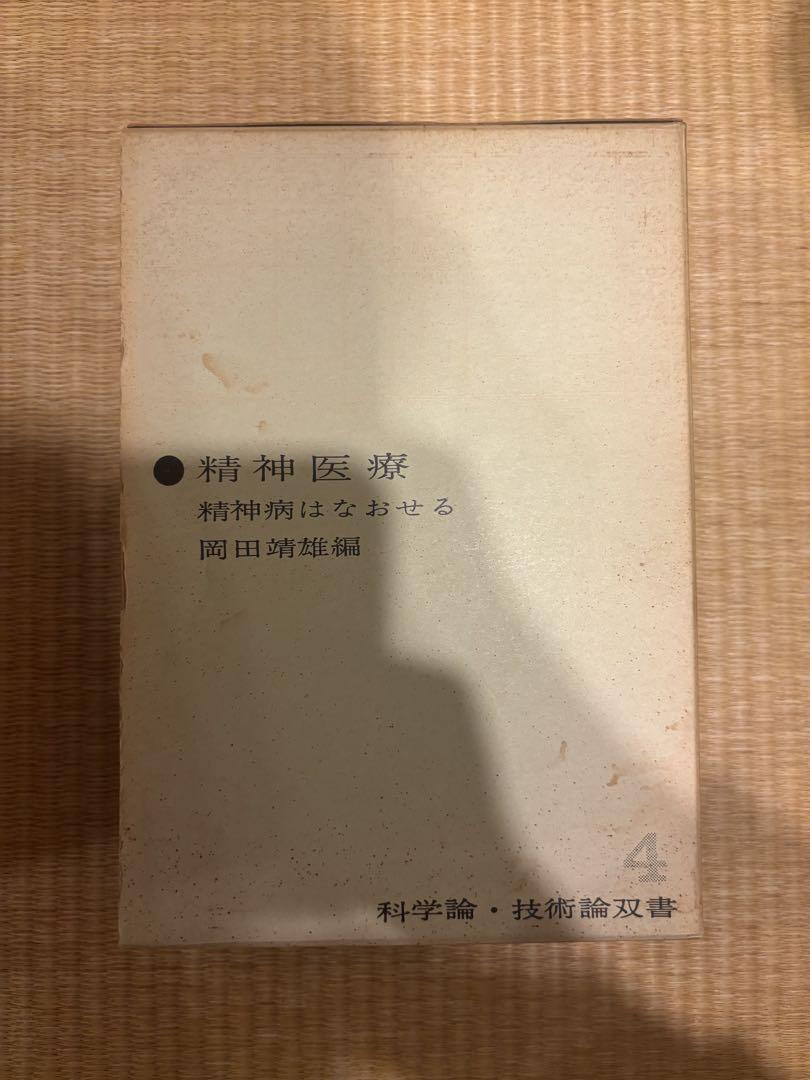 ●精神医療
精神病はなおせる
岡田靖雄編
4
科学論・技術論双書